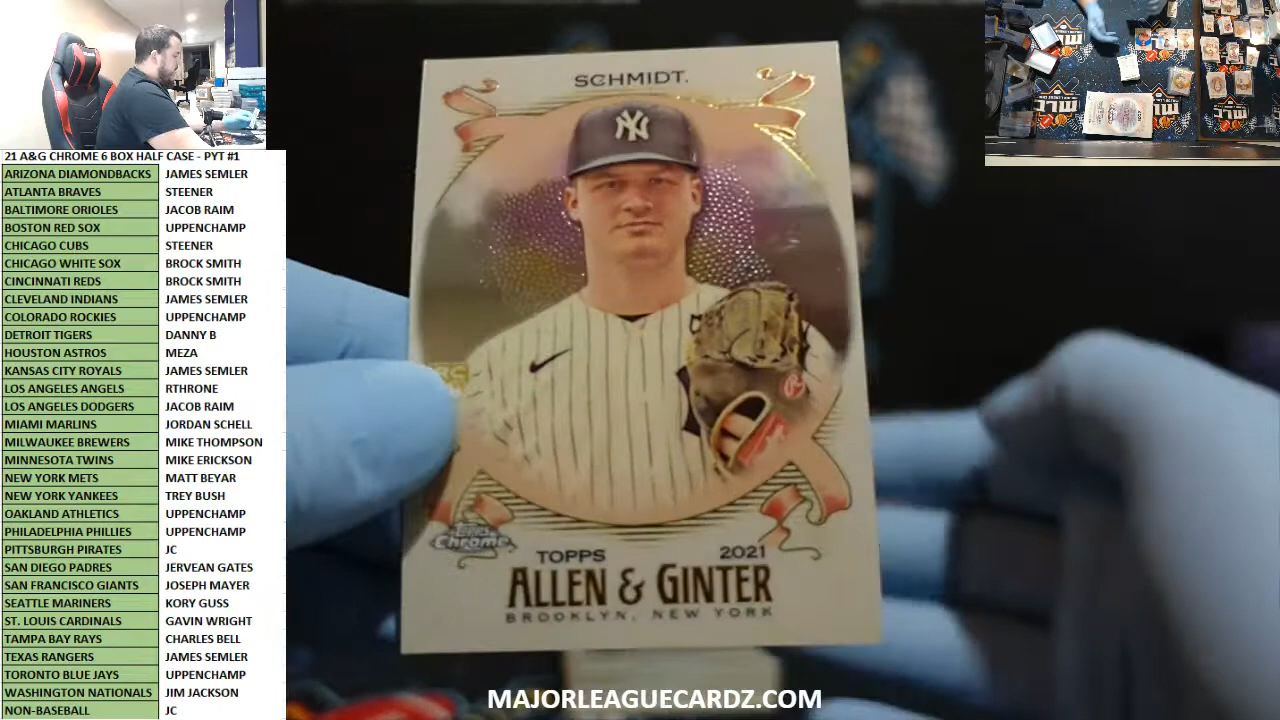 21 A&G CHROME 6 BOX HALF CASE - PYT #1
ARIZONA DIAMONDBACKS JAMES SEMLER
ATLANTA BRAVES STEENER
BALTIMORE ORIOLES JACOB RAIM
BOSTON RED SOX UPPENCHAMP
CHICAGO CUBS STEENER
CHICAGO WHITE SOX BROCK SMITH
CINCINNATI REDS BROCK SMITH
CLEVELAND INDIANS JAMES SEMLER
COLORADO ROCKIES UPPENCHAMP
DETROIT TIGERS DANNY B
HOUSTON ASTROS MEZA
KANSAS CITY ROYALS JAMES SEMLER
LOS ANGELES ANGELS RTHRONE
LOS ANGELES DODGERS JACOB RAIM
MIAMI MARLINS JORDAN SCHELL
MILWAUKEE BREWERS MIKE THOMPSON
MINNESOTA TWINS MIKE ERICKSON
NEW YORK METS MATT BEYAR
NEW YORK YANKEES TREY BUSH
OAKLAND ATHLETICS UPPENCHAMP
PHILADELPHIA PHILLIES UPPENCHAMP
PITTSBURGH PIRATES JC
SAN DIEGO PADRES JERVEAN GATES
SAN FRANCISCO GIANTS JOSEPH MAYER
SEATTLE MARINERS KORY GUSS
ST. LOUIS CARDINALS GAVIN WRIGHT
TAMPA BAY RAYS CHARLES BELL
TEXAS RANGERS JAMES SEMLER
TORONTO BLUE JAYS UPPENCHAMP
WASHINGTON NATIONALS JIM JACKSON
NON-BASEBALL JC
SCHMIDT.
NY
Topps Chrome
TOPPS 2021
ALLEN & GINTER
BROOKLYN, NEW YORK
MAJORLEAGUECARDZ.COM
MLC
MLC
MLC